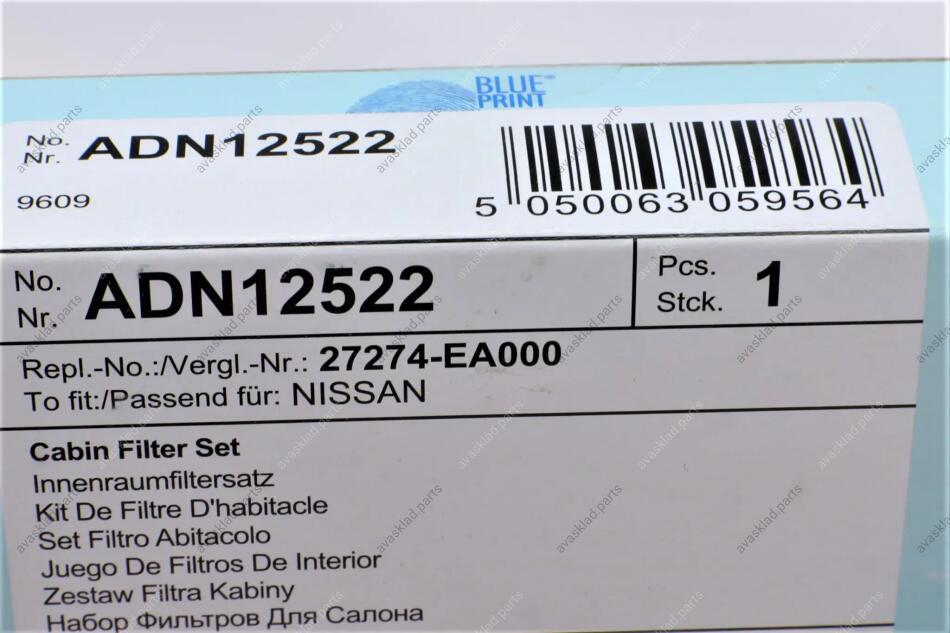 BLUE
PRINT
No. ADN12522
Nr.
9609
5 050063 059564
No. ADN12522
Nr.
Pcs. 1
Stck.
Repl.-No.:/Vergl.-Nr.: 27274-EA000
To fit:/Passend für: NISSAN
Cabin Filter Set
Innenraumfiltersatz
Kit De Filtre D'habitacle
Set Filtro Abitacolo
Juego De Filtros De Interior
Zestaw Filtra Kabiny
Набор Фильтров Для Салона
avasklad.parts